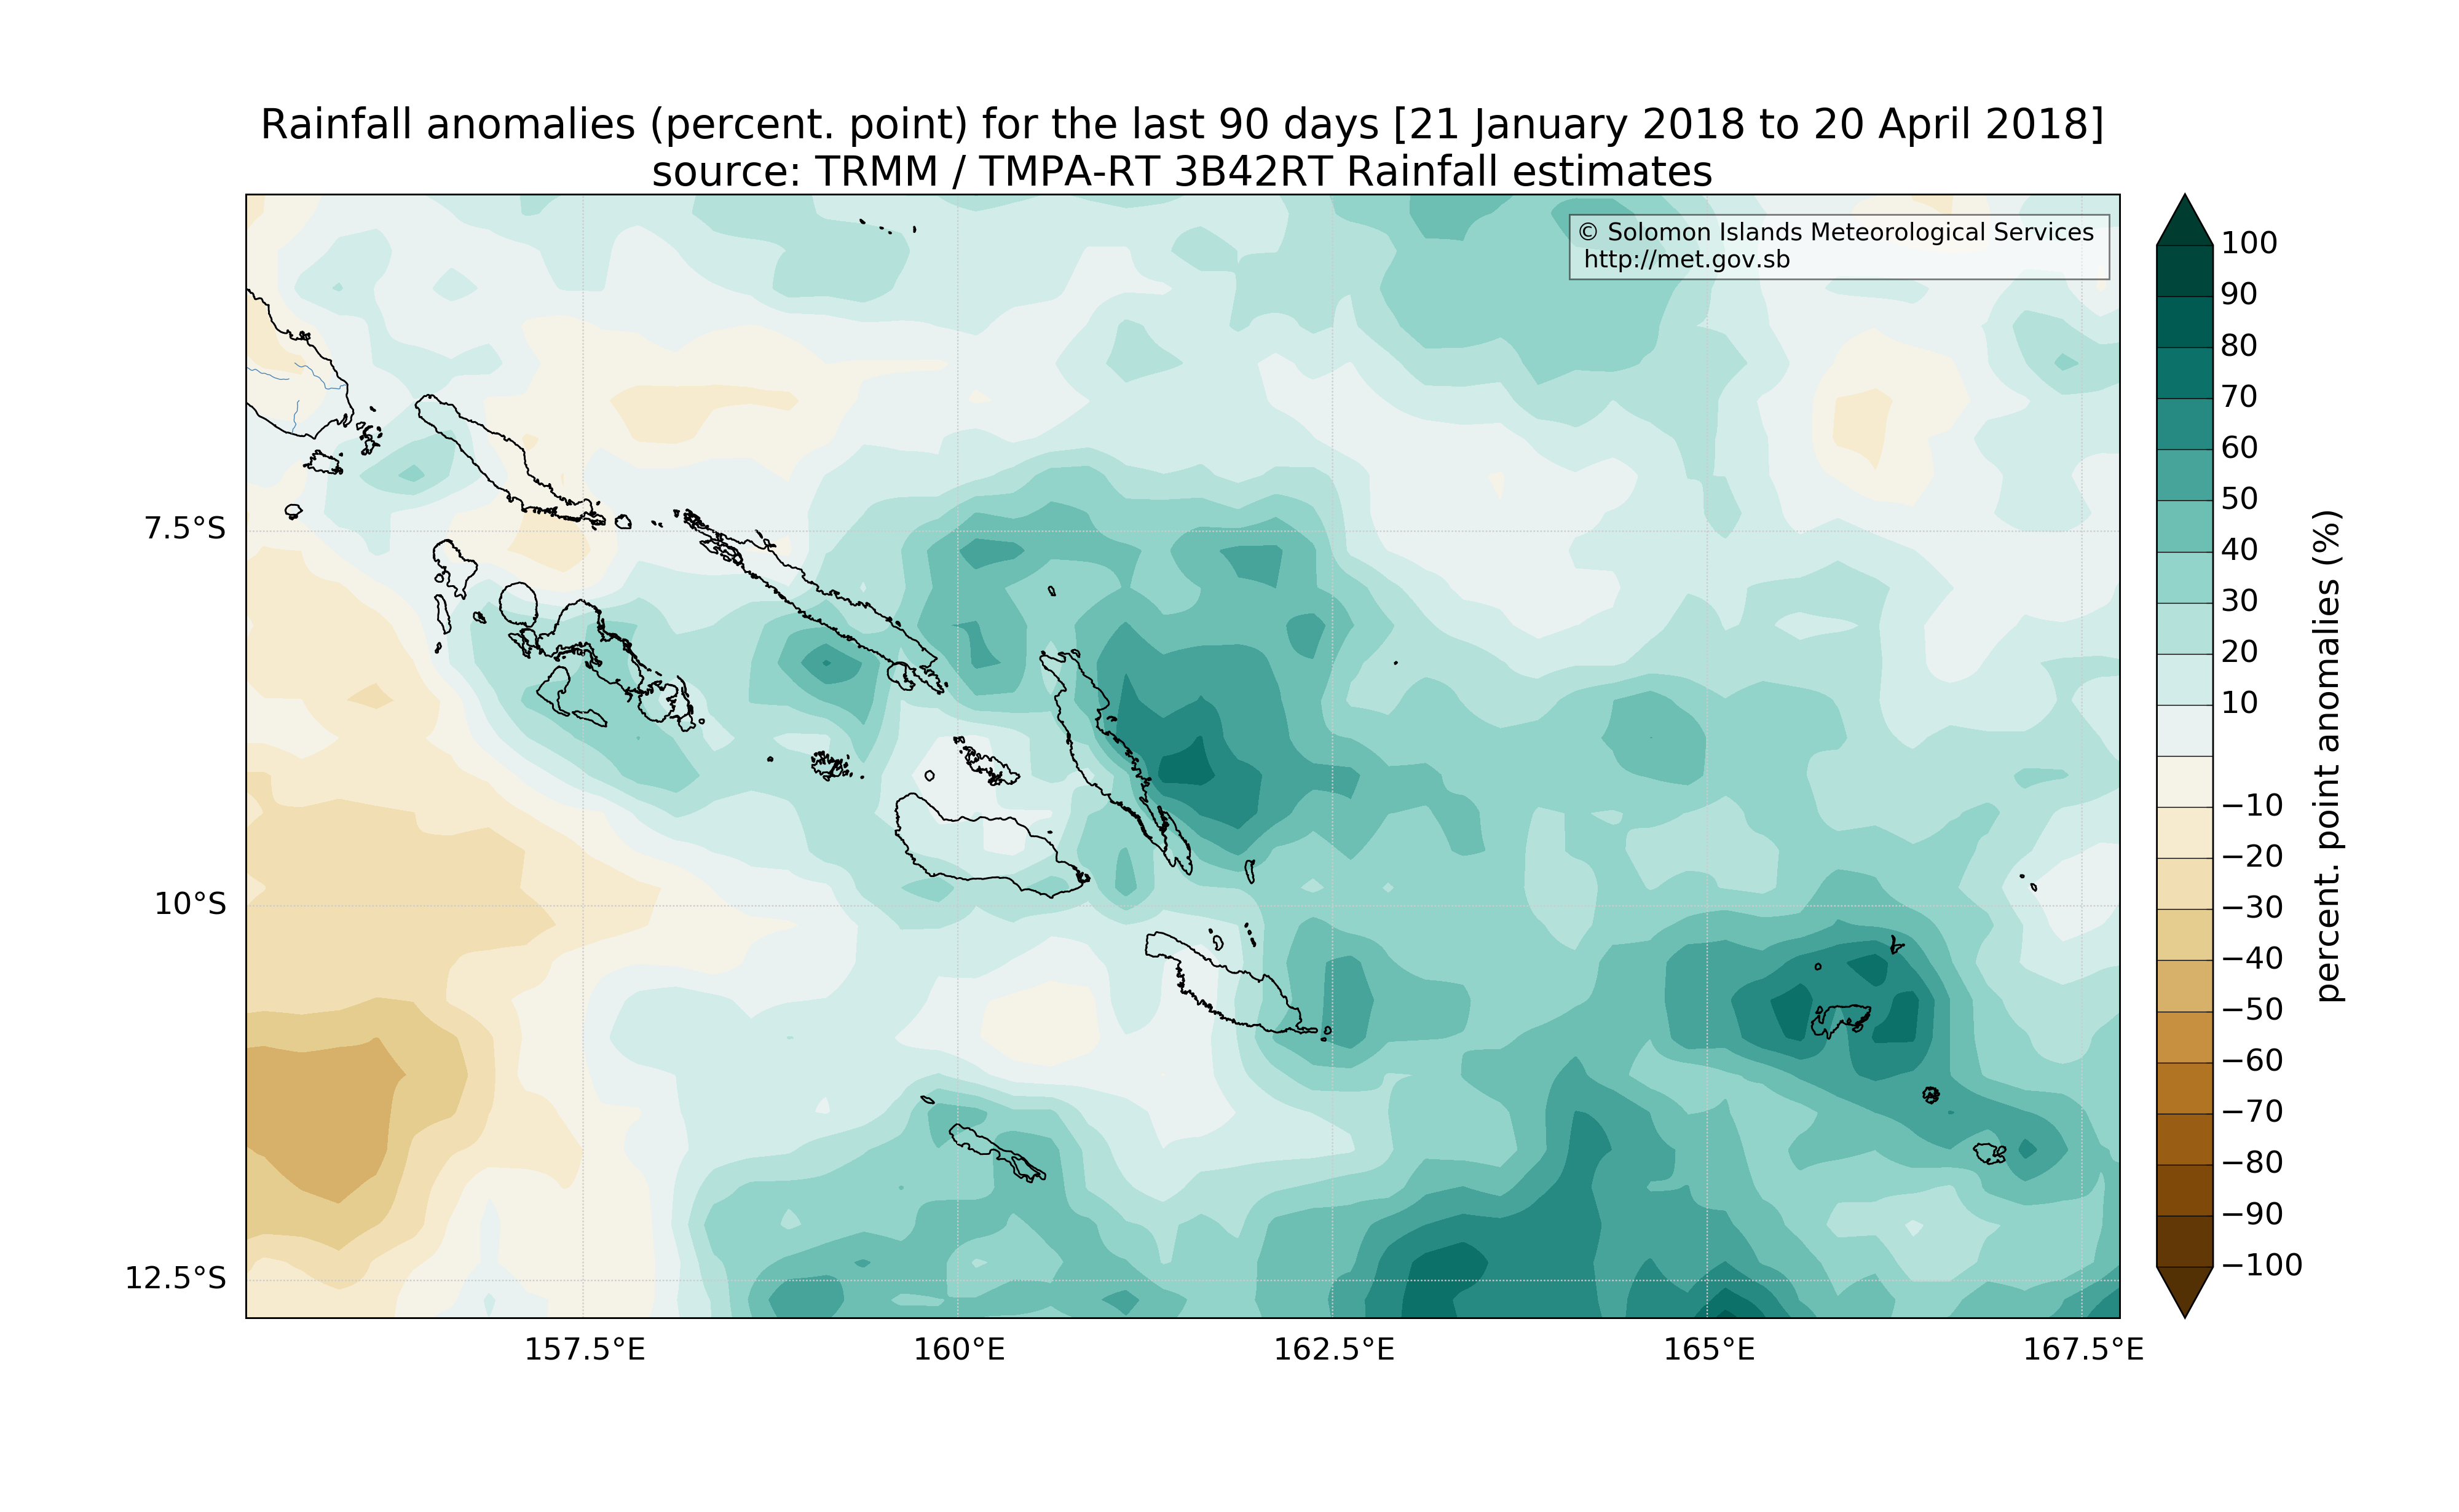 Rainfall anomalies (percent. point) for the last 90 days [21 January 2018 to 20 April 2018]
source: TRMM / TMPA-RT 3B42RT Rainfall estimates
© Solomon Islands Meteorological Services
http://met.gov.sb
7.5°S
10°S
12.5°S
157.5°E
160°E
162.5°E
165°E
167.5°E
100
90
80
70
60
50
40
30
20
10
−10
−20
−30
−40
−50
−60
−70
−80
−90
−100
percent. point anomalies (%)